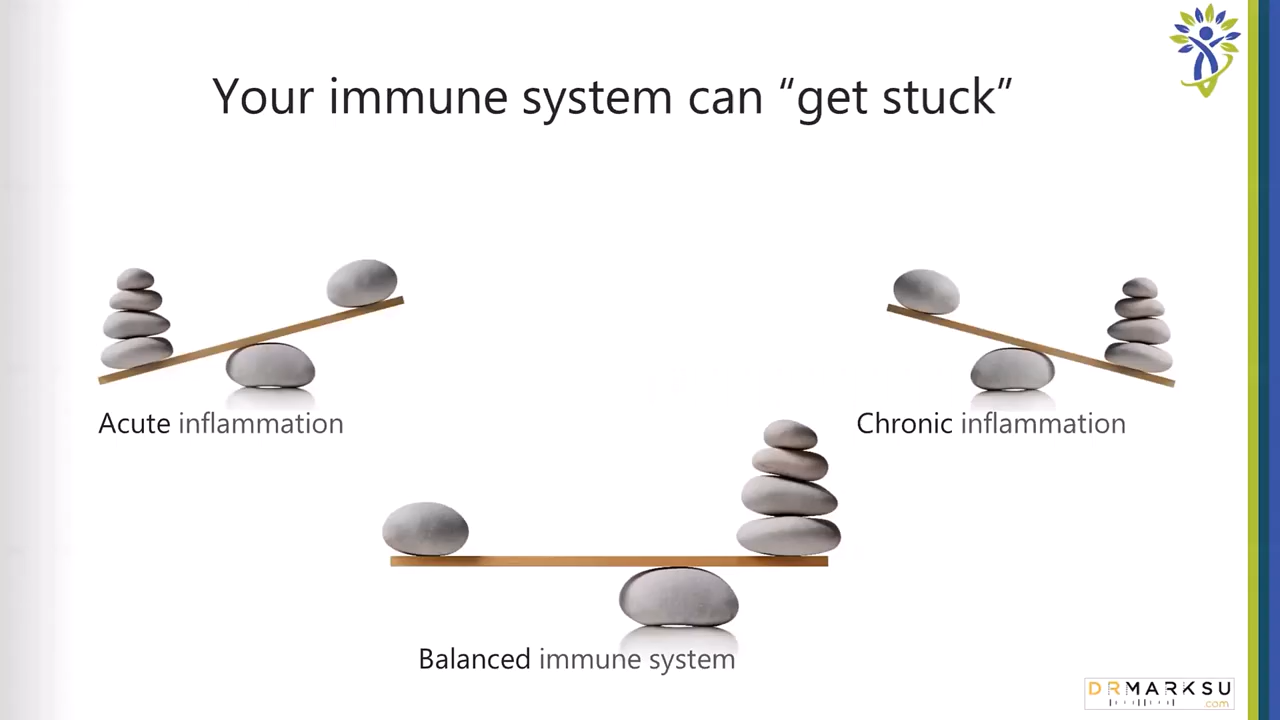 Your immune system can “get stuck”
Acute inflammation
Chronic inflammation
Balanced immune system
DRMARKSU
.com